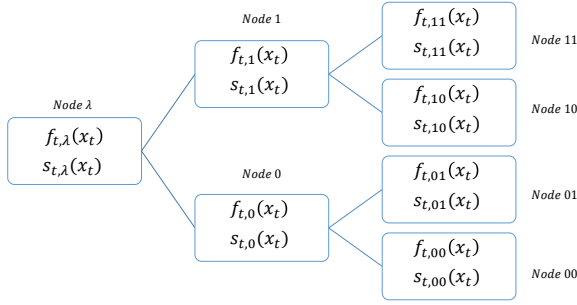 Node 1
f_{t,11}(x_t)
s_{t,11}(x_t)
Node 11
f_{t,1}(x_t)
s_{t,1}(x_t)
f_{t,10}(x_t)
s_{t,10}(x_t)
Node 10
Node λ
f_{t,λ}(x_t)
s_{t,λ}(x_t)
Node 0
f_{t,01}(x_t)
s_{t,01}(x_t)
Node 01
f_{t,0}(x_t)
s_{t,0}(x_t)
f_{t,00}(x_t)
s_{t,00}(x_t)
Node 00